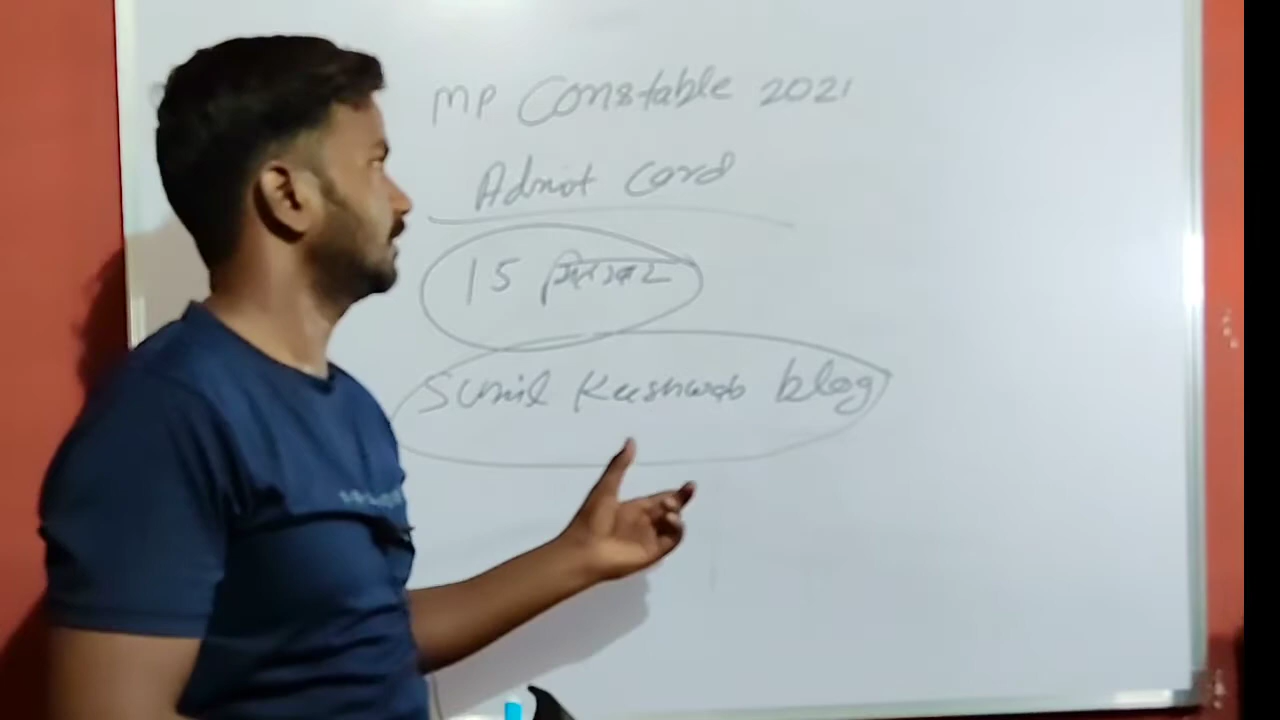 MP Constable 2021
Admit Card
15 सितम्बर
Sunil Kushwah blog